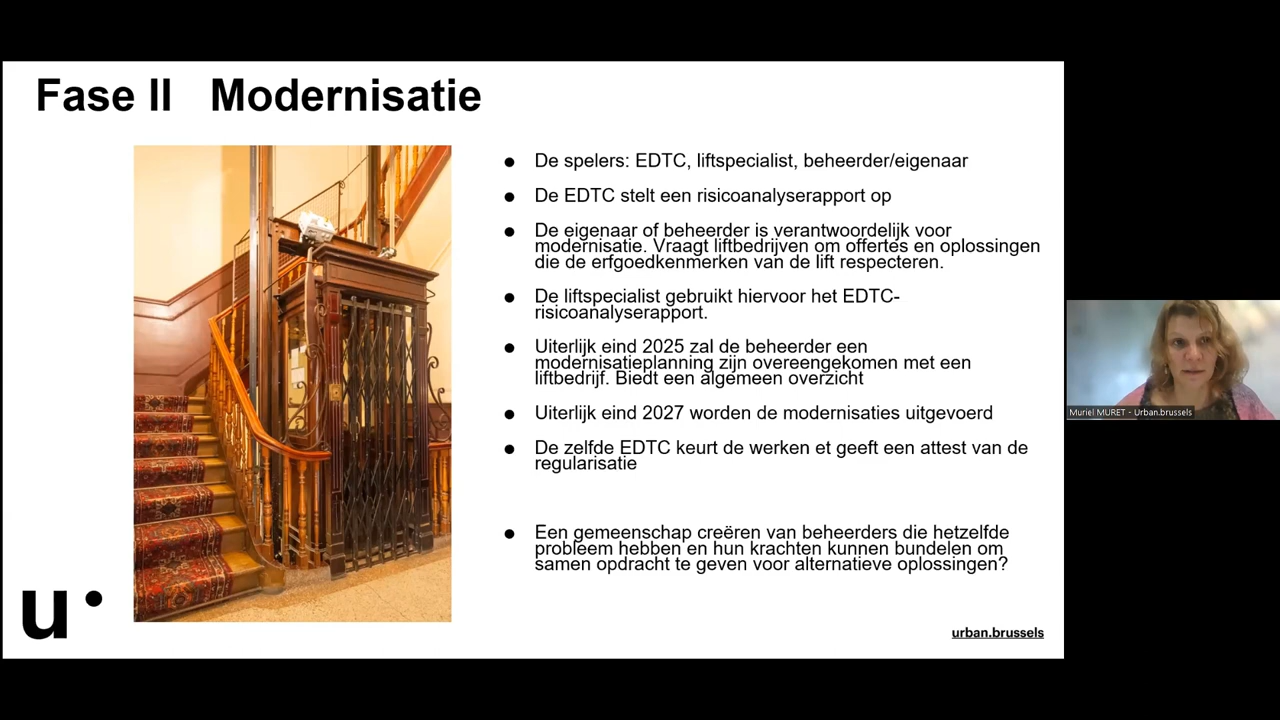 Fase II Modernisatie
● De spelers: EDTC, liftspecialist, beheerder/eigenaar
● De EDTC stelt een risicoanalyserapport op
● De eigenaar of beheerder is verantwoordelijk voor
modernisatie. Vraagt liftbedrijven om offertes en oplossingen
die de erfgoedkenmerken van de lift respecteren.
● De liftspecialist gebruikt hiervoor het EDTC-
risicoanalyserapport.
● Uiterlijk eind 2025 zal de beheerder een
modernisatieplanning zijn overeengekomen met een
liftbedrijf. Biedt een algemeen overzicht
● Uiterlijk eind 2027 worden de modernisaties uitgevoerd
● De zelfde EDTC keurt de werken et geeft een attest van de
regularisatie
● Een gemeenschap creëren van beheerders die hetzelfde
probleem hebben en hun krachten kunnen bundelen om
samen opdracht te geven voor alternatieve oplossingen?
u
urban.brussels
Muriel MURET - Urban.brussels